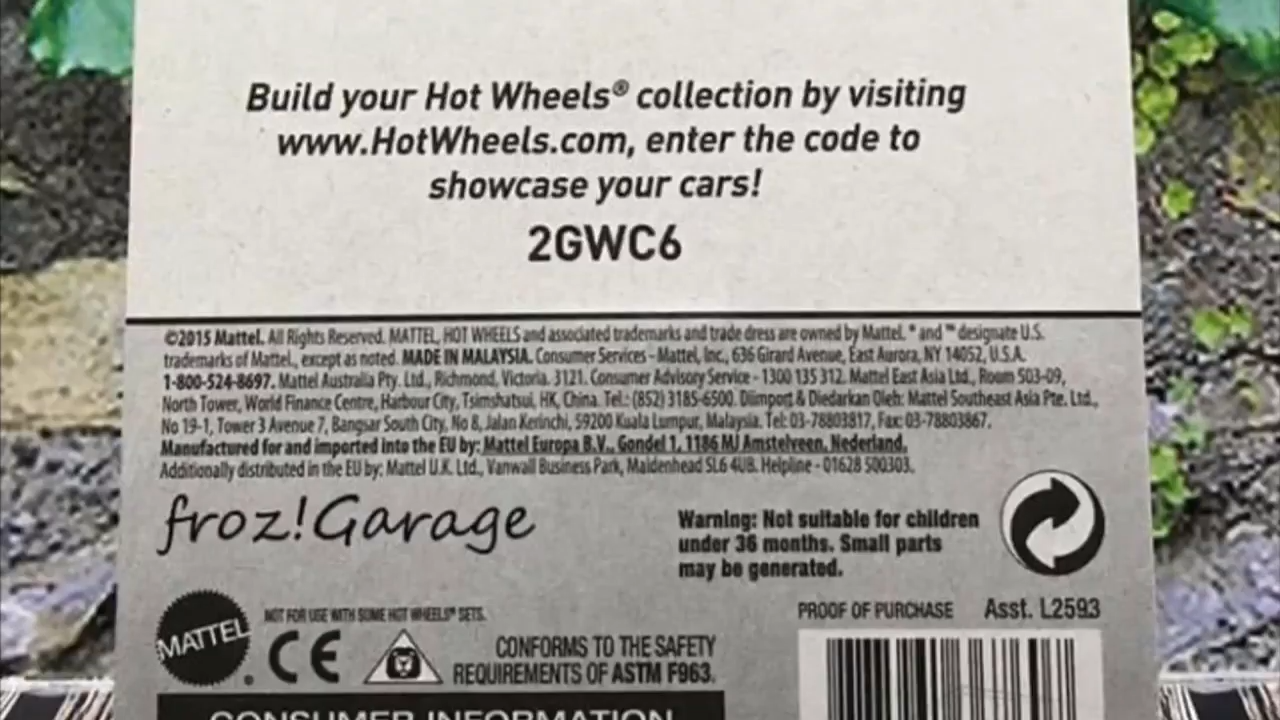 Build your Hot Wheels® collection by visiting
www.HotWheels.com, enter the code to
showcase your cars!
2GWC6
©2015 Mattel. All Rights Reserved. MATTEL, HOT WHEELS and associated trademarks and trade dress are owned by Mattel. ® and ™ designate U.S.
trademarks of Mattel, except as noted. MADE IN MALAYSIA. Consumer Services - Mattel, Inc., 636 Girard Avenue, East Aurora, NY 14052, U.S.A.
1-800-524-8697. Mattel Australia Pty. Ltd., Richmond, Victoria. 3121. Consumer Advisory Service - 1300 135 312. Mattel East Asia Ltd., Room 503-09,
North Tower, World Finance Centre, Harbour City, Tsimshatsui, HK, China. Tel.: (852) 3185-6500. Diimport & Diedarkan Oleh: Mattel Southeast Asia Pte. Ltd.,
No 19-1, Tower 3 Avenue 7, Bangsar South City, No 8, Jalan Kerinchi, 59200 Kuala Lumpur, Malaysia. Tel: 03-78803817, Fax: 03-78803867.
Manufactured for and imported into the EU by: Mattel Europa B.V., Gondel 1, 1186 MJ Amstelveen, Nederland.
Additionally distributed in the EU by: Mattel U.K. Ltd., Vanwall Business Park, Maidenhead SL6 4UB. Helpline - 01628 500303.
froz!Garage
Warning: Not suitable for children
under 36 months. Small parts
may be generated.
PROOF OF PURCHASE Asst. L2593
MATTEL
NOT FOR USE WITH SOME HOT WHEELS™ SETS.
CE
CONFORMS TO THE SAFETY
REQUIREMENTS OF ASTM F963.
CONSUMER INFORMATION